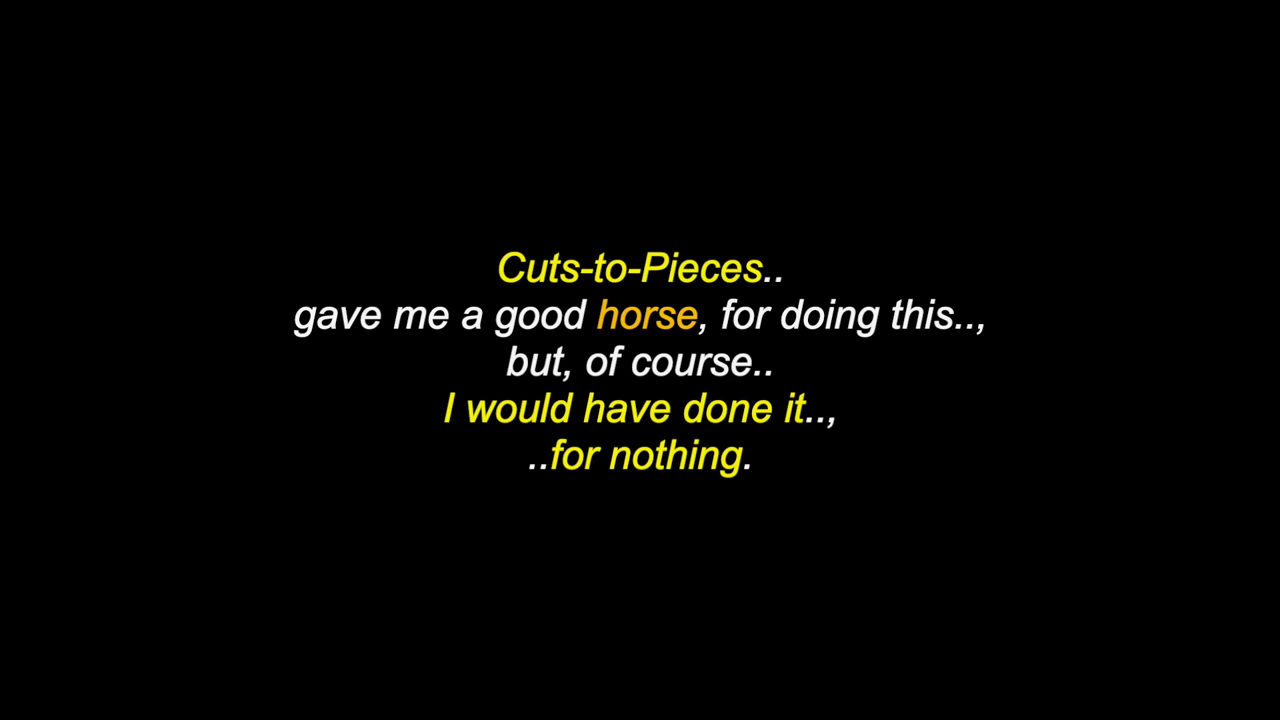 Cuts-to-Pieces..
gave me a good horse, for doing this..,
but, of course..
I would have done it..,
..for nothing.